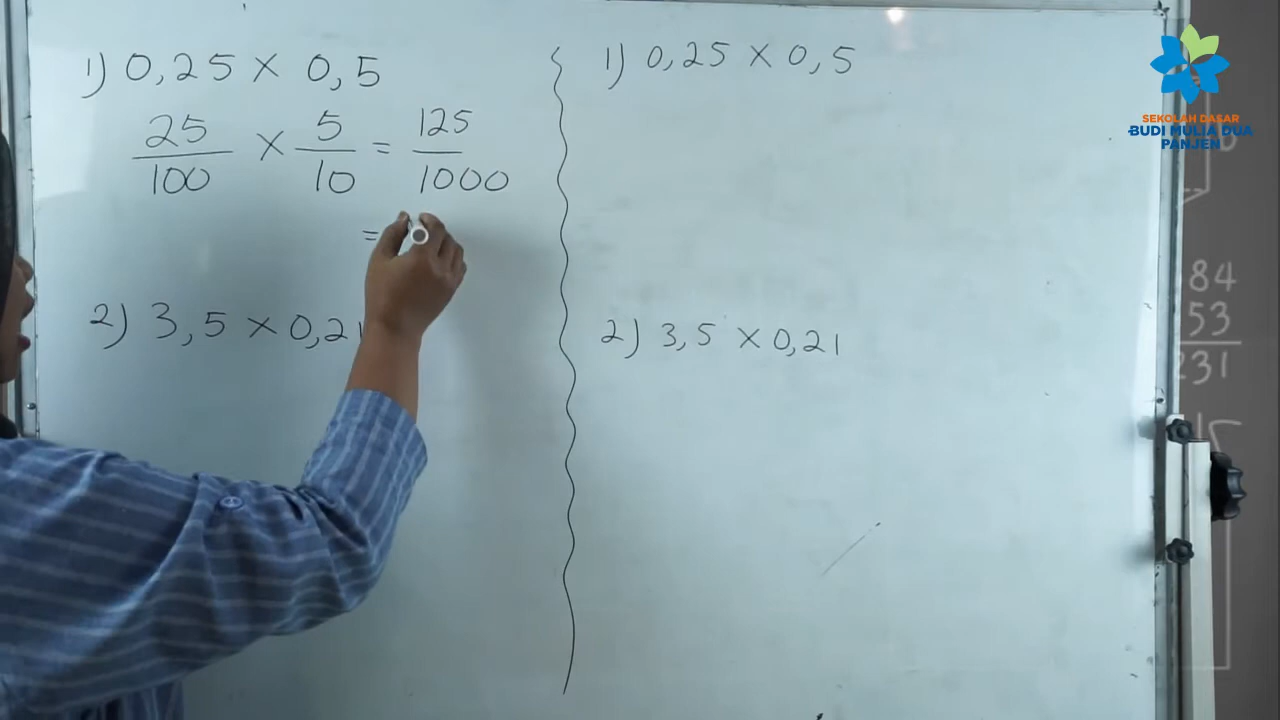 1) 0,25 × 0,5
25/100 × 5/10 = 125/1000
=
2) 3,5 × 0,21
1) 0,25 × 0,5
2) 3,5 × 0,21
SEKOLAH DASAR
BUDI MULIA DUA
PANJEN
84
53
231